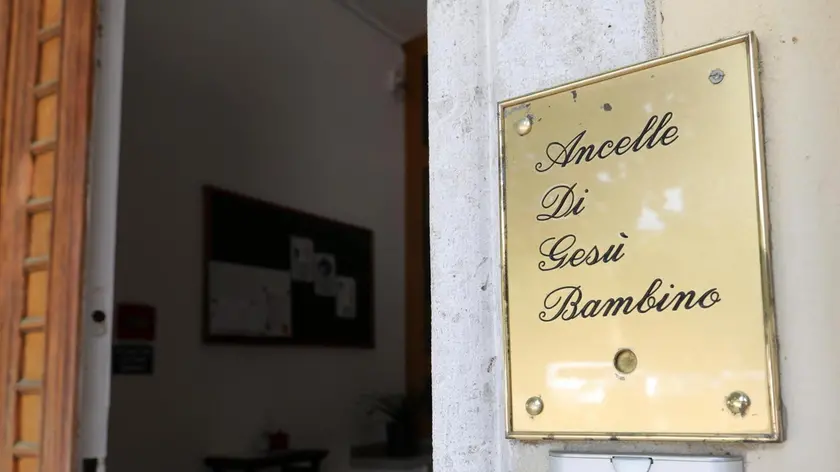 Ancelle
Di
Gesù
Bambino